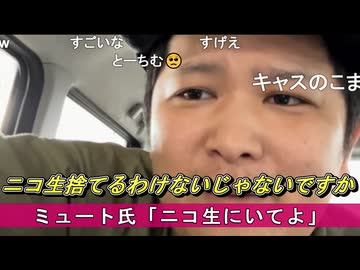 w
すごいな
すげえ
とーちむ🥺
キャスのこま
ニコ生捨てるわけないじゃないですか
ミュート氏「ニコ生にいてよ」